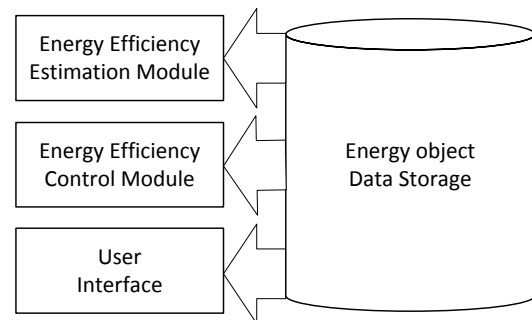 Energy Efficiency
Estimation Module
Energy Efficiency
Control Module
User
Interface
Energy object
Data Storage